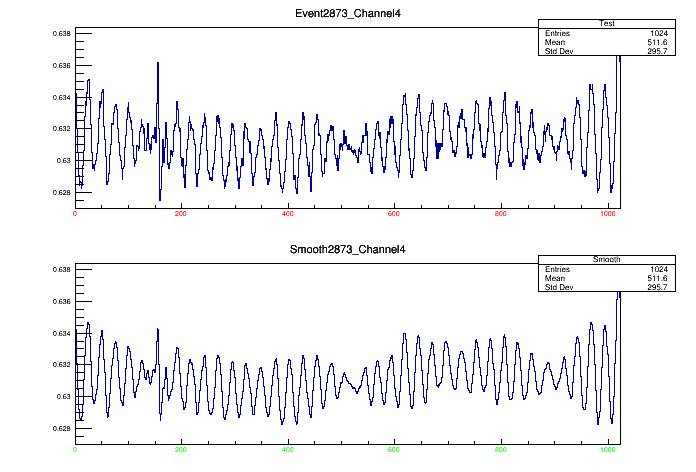 Event2873_Channel4
Test
Entries 1024
Mean 511.6
Std Dev 295.7
0.638
0.636
0.634
0.632
0.63
0.628
0 200 400 600 800 1000
Smooth2873_Channel4
Smooth
Entries 1024
Mean 511.6
Std Dev 295.7
0.638
0.636
0.634
0.632
0.63
0.628
0 200 400 600 800 1000